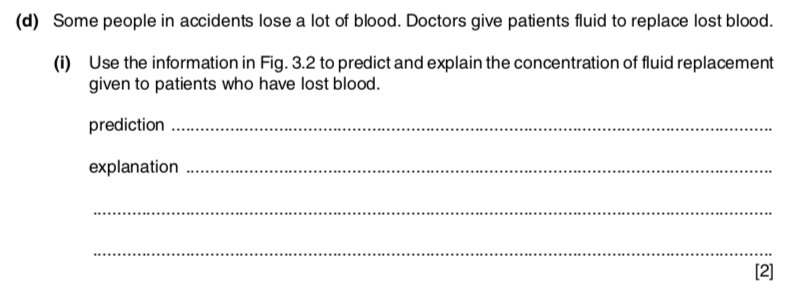 (d) Some people in accidents lose a lot of blood. Doctors give patients fluid to replace lost blood.
(i) Use the information in Fig. 3.2 to predict and explain the concentration of fluid replacement
given to patients who have lost blood.
prediction ....................................................................................................
explanation ....................................................................................................
....................................................................................................
....................................................................................................
[2]